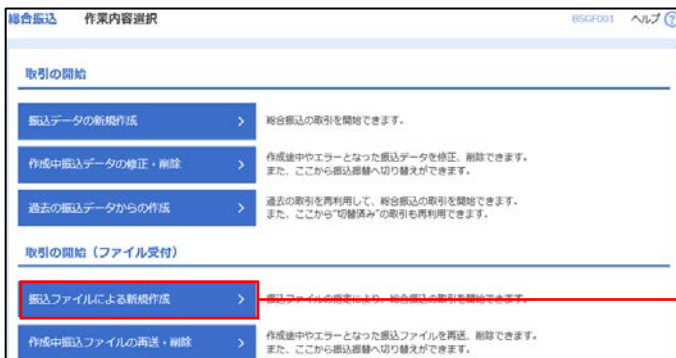 総合振込 作業内容選択 BSGF001 ヘルプ ?
取引の開始
振込データの新規作成 > 総合振込の取引を開始できます。
作成中振込データの修正・削除 > 作成途中やエラーとなった振込データを修正、削除できます。
また、ここから振込振替へ切り替えができます。
過去の振込データからの作成 > 過去の取引を再利用して、総合振込の取引を開始できます。
また、ここから"切替済み"の取引も再利用できます。
取引の開始（ファイル受付）
振込ファイルによる新規作成 > 振込ファイルの指定により、総合振込の取引を開始できます。
作成中振込ファイルの再送・削除 > 作成途中やエラーとなった振込ファイルを再送、削除できます。
また、ここから振込振替へ切り替えができます。